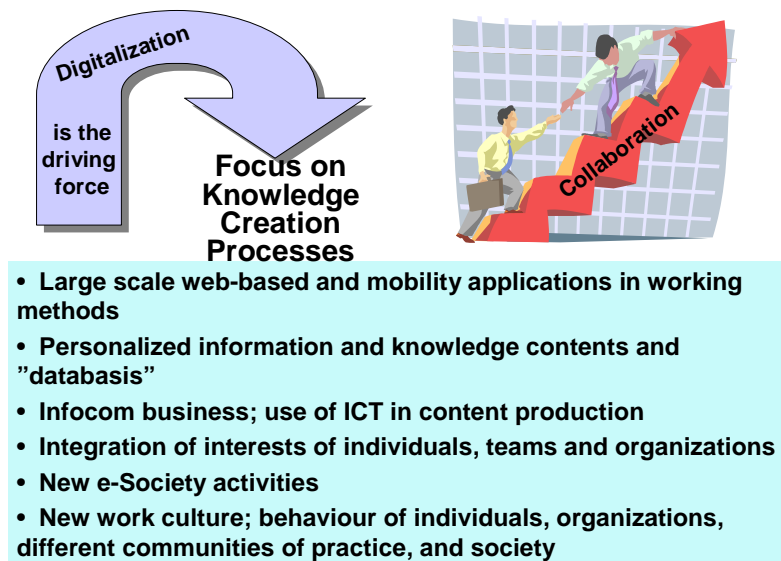 Digitalization
is the
driving
force
Focus on
Knowledge
Creation
Processes
Collaboration
• Large scale web-based and mobility applications in working
methods
• Personalized information and knowledge contents and
”databasis”
• Infocom business; use of ICT in content production
• Integration of interests of individuals, teams and organizations
• New e-Society activities
• New work culture; behaviour of individuals, organizations,
different communities of practice, and society